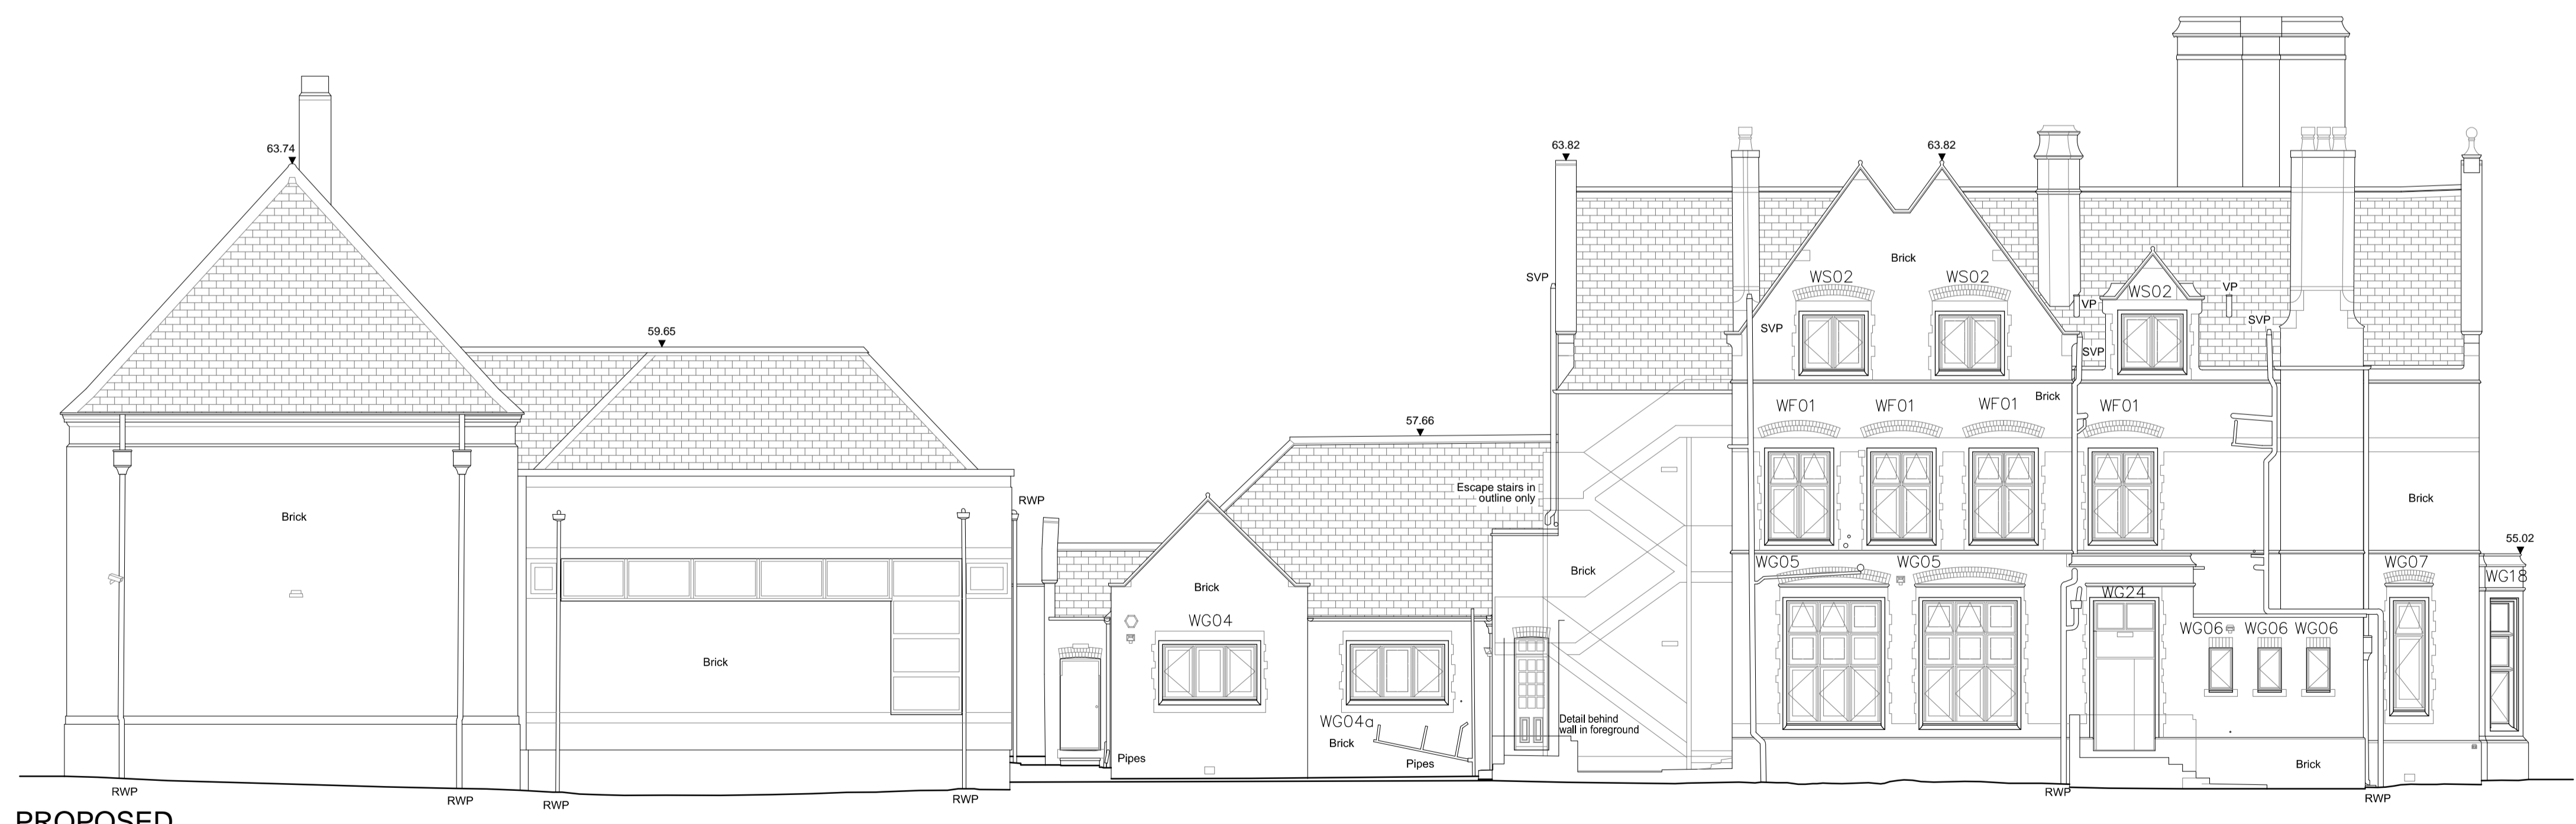 63.74
63.82
63.82
Brick
SVP
WS02
WS02
WS02
VP
VP
SVP
SVP
SVP
59.65
Brick
WF01
WF01
WF01
WF01
57.66
Escape stairs in
outline only
RWP
Brick
Brick
55.02
WG05
WG05
WG07
WG18
Brick
Brick
WG24
WG04
WG06
WG06
WG06
Brick
WG04a
Brick
Detail behind
wall in foreground
Pipes
Pipes
Brick
RWP
RWP
RWP
RWP
RWP
RWP
PROPOSED